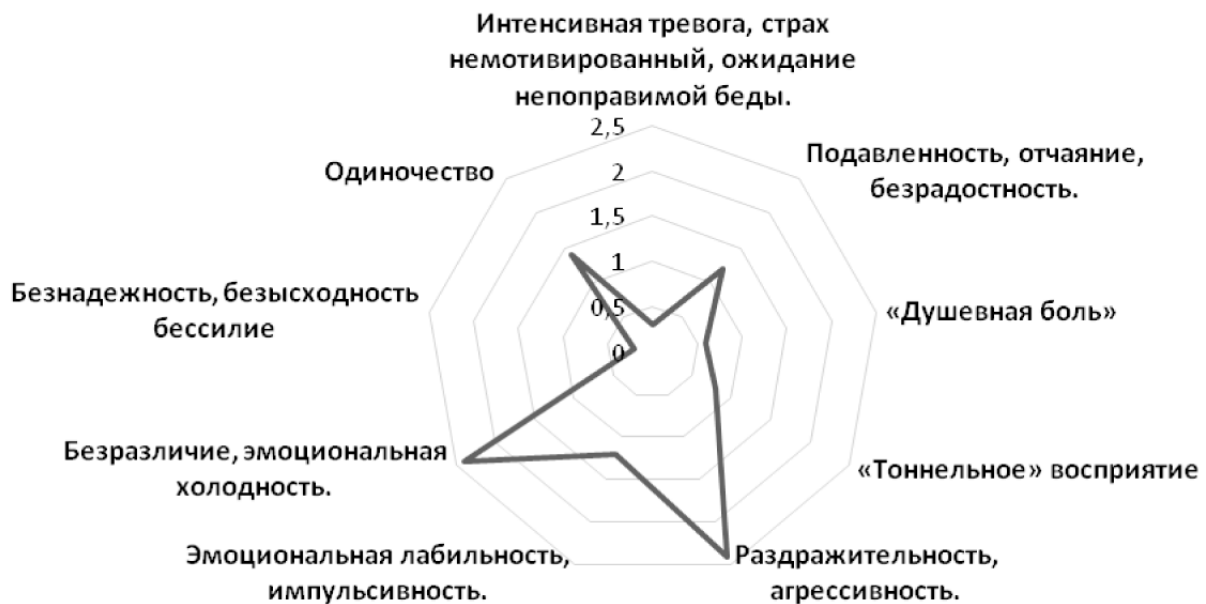 Интенсивная тревога, страх
немотивированный, ожидание
непоправимой беды.
2,5
2
1,5
1
0,5
0
Подавленность, отчаяние,
безрадостность.
«Душевная боль»
«Тоннельное» восприятие
Раздражительность,
агрессивность.
Эмоциональная лабильность,
импульсивность.
Безразличие, эмоциональная
холодность.
Безнадежность, безысходность
бессилие
Одиночество